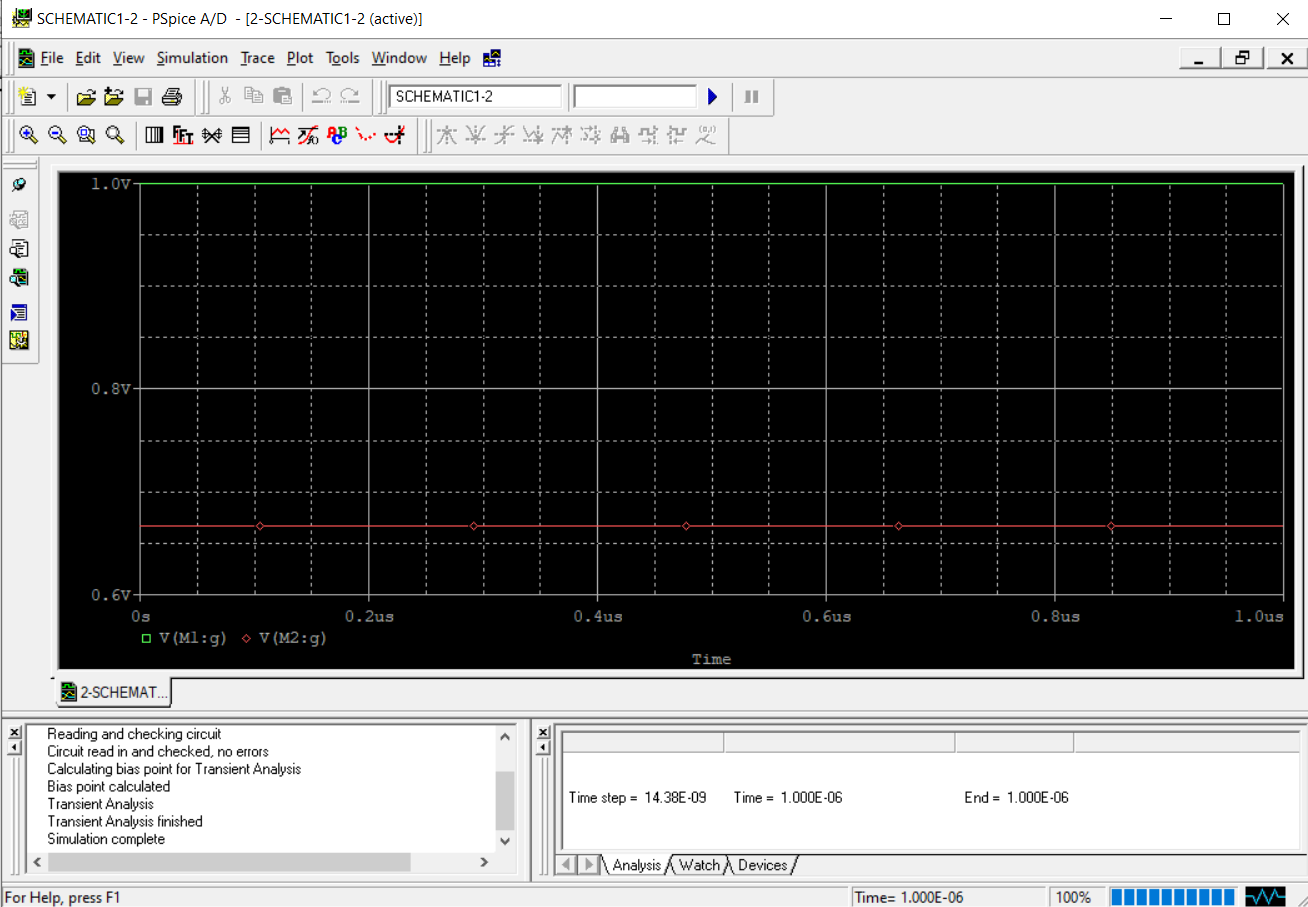 SCHEMATIC1-2 - PSpice A/D - [2-SCHEMATIC1-2 (active)]
File Edit View Simulation Trace Plot Tools Window Help
SCHEMATIC1-2
1.0V
0.8V
0.6V
0s 0.2us 0.4us 0.6us 0.8us 1.0us
V(M1:g) V(M2:g)
Time
2-SCHEMAT...
Reading and checking circuit
Circuit read in and checked, no errors
Calculating bias point for Transient Analysis
Bias point calculated
Transient Analysis
Transient Analysis finished
Simulation complete
Time step = 14.38E-09 Time = 1.000E-06 End = 1.000E-06
Analysis Watch Devices
For Help, press F1 Time= 1.000E-06 100%